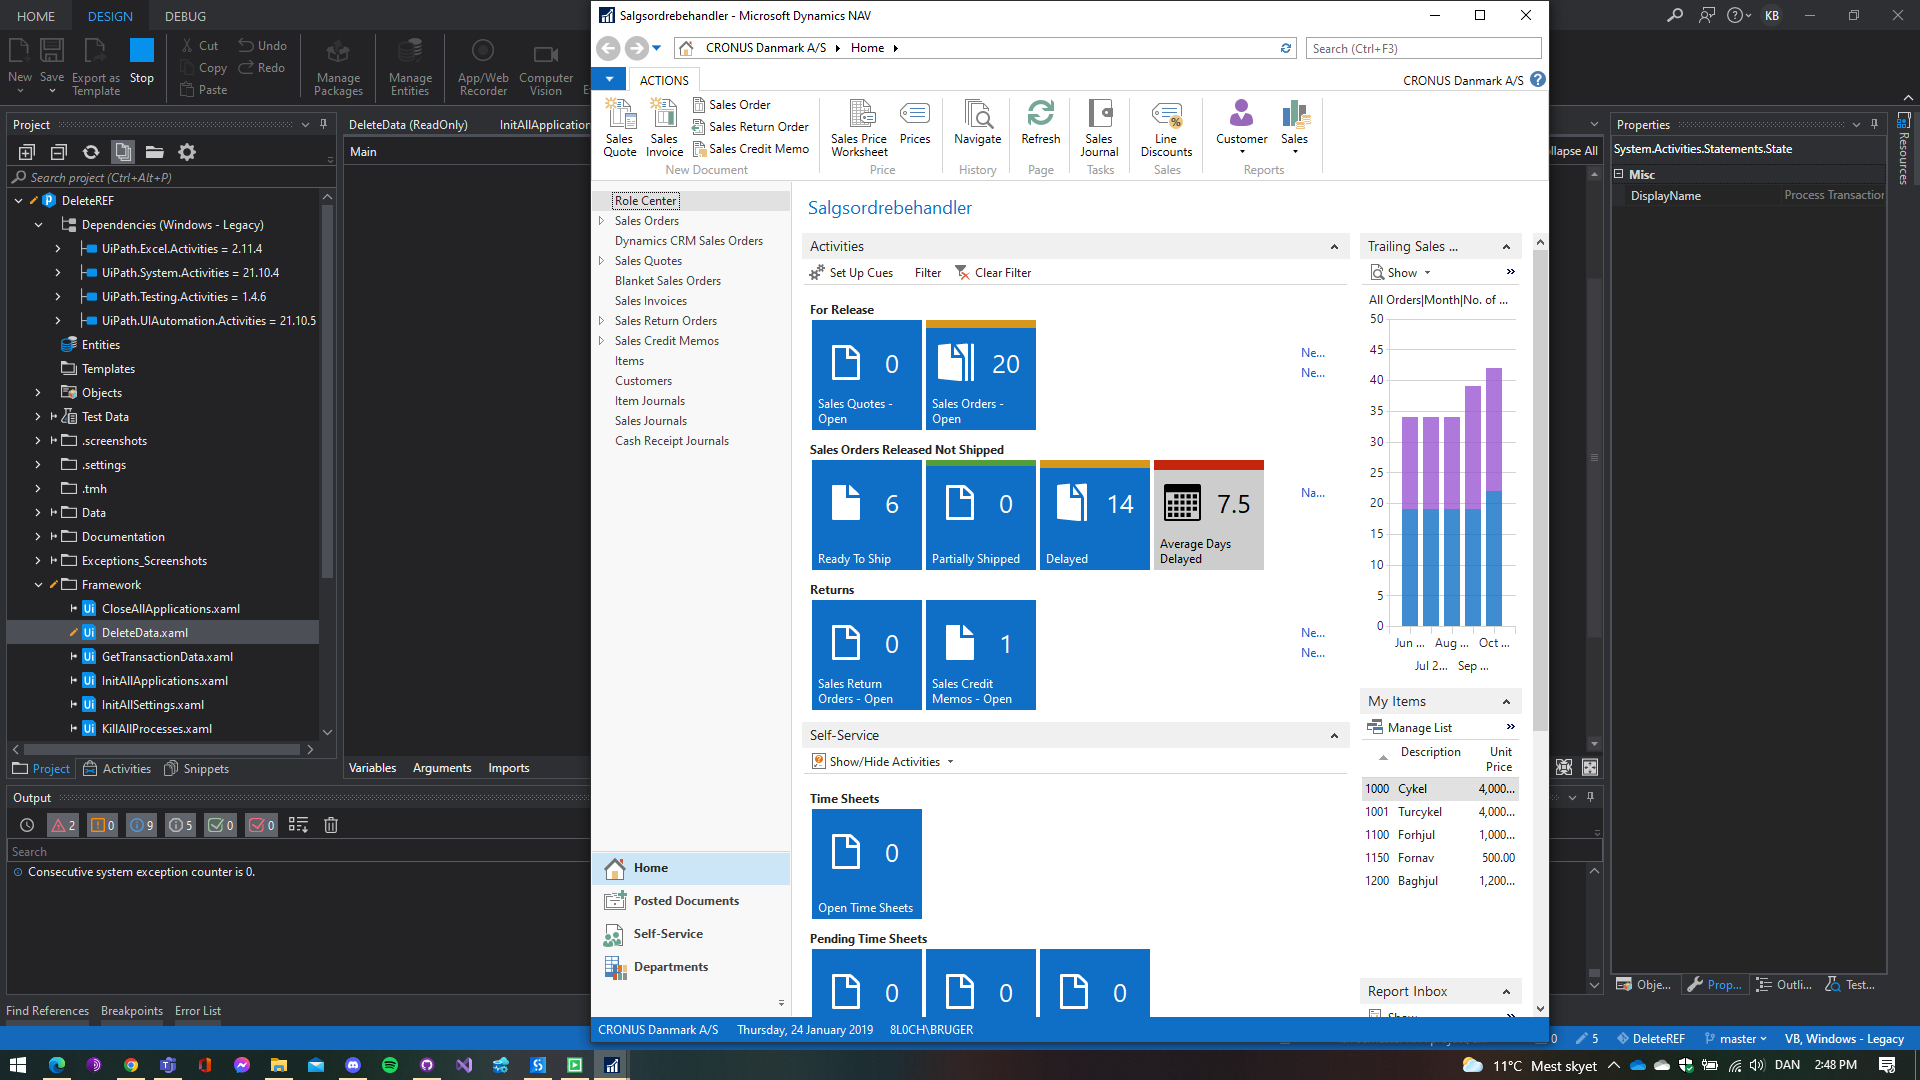 HOME
DESIGN
DEBUG
New
Save
Export as
Template
Stop
Cut
Copy
Paste
Undo
Redo
Manage
Packages
Manage
Entities
App/Web
Recorder
Computer
Vision
KB
Project
Search project (Ctrl+Alt+P)
DeleteREF
Dependencies (Windows - Legacy)
UiPath.Excel.Activities = 2.11.4
UiPath.System.Activities = 21.10.4
UiPath.Testing.Activities = 1.4.6
UiPath.UIAutomation.Activities = 21.10.5
Entities
Templates
Objects
Test Data
.screenshots
.settings
.tmh
Data
Documentation
Exceptions_Screenshots
Framework
CloseAllApplications.xaml
DeleteData.xaml
GetTransactionData.xaml
InitAllApplications.xaml
InitAllSettings.xaml
KillAllProcesses.xaml
Project
Activities
Snippets
DeleteData (ReadOnly)
InitAllApplication
Main
Variables
Arguments
Imports
Output
2
0
9
5
0
0
Search
Consecutive system exception counter is 0.
Find References
Breakpoints
Error List
Salgsordrebehandler - Microsoft Dynamics NAV
CRONUS Danmark A/S
Home
Search (Ctrl+F3)
ACTIONS
CRONUS Danmark A/S
Sales
Quote
Sales
Invoice
Sales Order
Sales Return Order
Sales Credit Memo
New Document
Sales Price
Worksheet
Prices
Price
Navigate
History
Refresh
Page
Sales
Journal
Tasks
Line
Discounts
Sales
Customer
Sales
Reports
Role Center
Sales Orders
Dynamics CRM Sales Orders
Sales Quotes
Blanket Sales Orders
Sales Invoices
Sales Return Orders
Sales Credit Memos
Items
Customers
Item Journals
Sales Journals
Cash Receipt Journals
Home
Posted Documents
Self-Service
Departments
Salgsordrebehandler
Activities
Set Up Cues
Filter
Clear Filter
For Release
0
Sales Quotes -
Open
20
Sales Orders -
Open
Ne...
Ne...
Sales Orders Released Not Shipped
6
Ready To Ship
0
Partially Shipped
14
Delayed
7.5
Average Days
Delayed
Na...
Returns
0
Sales Return
Orders - Open
1
Sales Credit
Memos - Open
Ne...
Ne...
Self-Service
Show/Hide Activities
Time Sheets
0
Open Time Sheets
Pending Time Sheets
0
0
0
Trailing Sales ...
Show
All Orders|Month|No. of ...
50
45
40
35
30
25
20
15
10
5
0
Jun ...
Aug ...
Oct ...
Jul 2...
Sep ...
My Items
Manage List
Description
Unit
Price
1000 Cykel 4,000...
1001 Turcykel 4,000...
1100 Forhjul 1,000...
1150 Fornav 500.00
1200 Baghjul 1,200...
Report Inbox
Show
CRONUS Danmark A/S
Thursday, 24 January 2019
8L0CH\BRUGER
llapse All
Properties
System.Activities.Statements.State
Misc
DisplayName
Process Transaction
Resources
Obje...
Prop...
Outli...
Test...
0
5
DeleteREF
master
VB, Windows - Legacy
11°C Mest skyet
DAN
2:48 PM